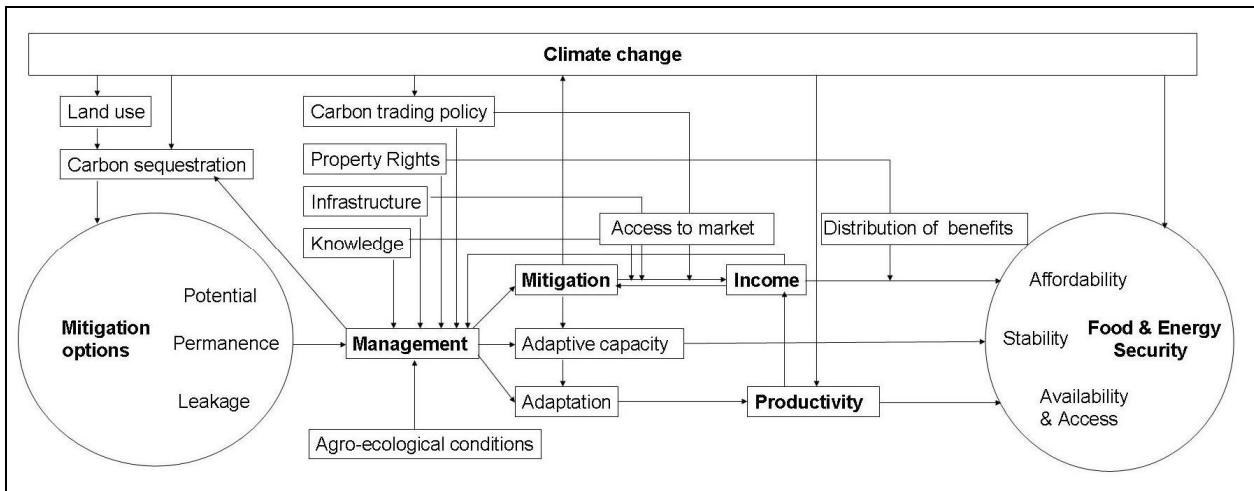 Climate change
Land use
Carbon trading policy
Carbon sequestration
Property Rights
Infrastructure
Knowledge
Access to market
Distribution of benefits
Mitigation
Income
Affordability
Potential
Mitigation
options
Permanence
Management
Adaptive capacity
Stability
Food & Energy
Security
Leakage
Adaptation
Productivity
Availability
& Access
Agro-ecological conditions